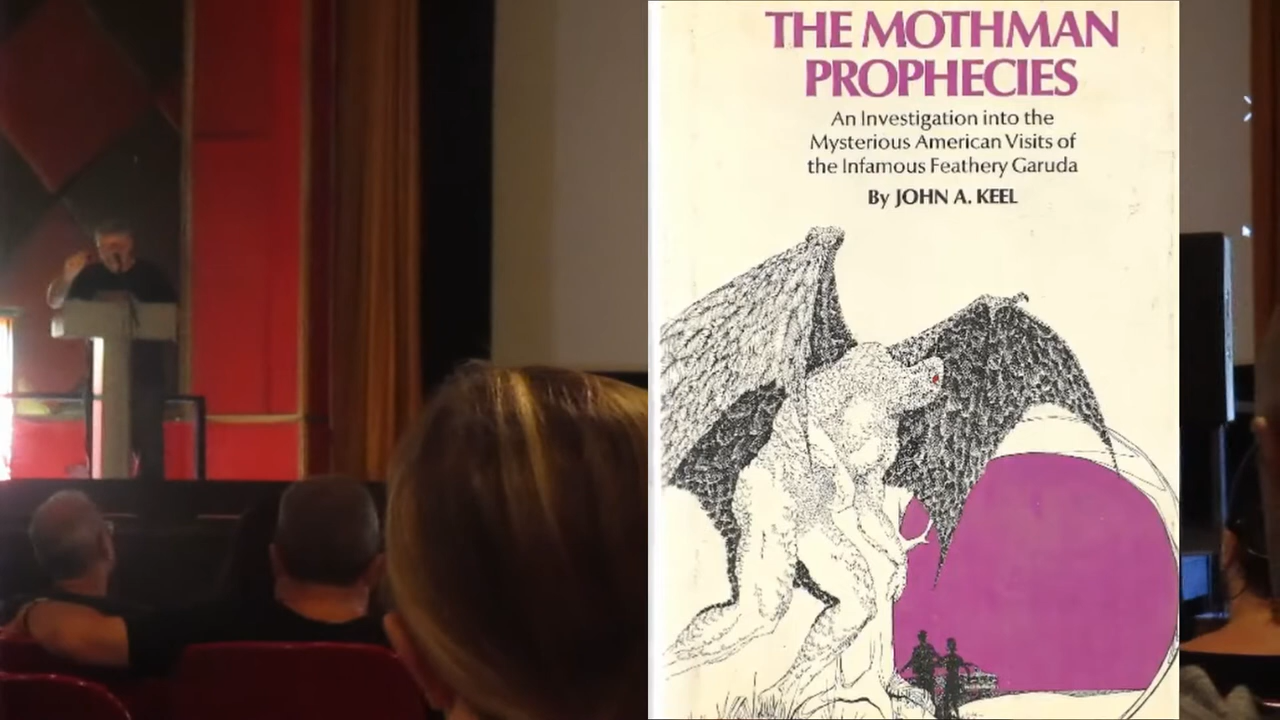 THE MOTHMAN
PROPHECIES
An Investigation into the
Mysterious American Visits of
the Infamous Feathery Garuda
By JOHN A. KEEL